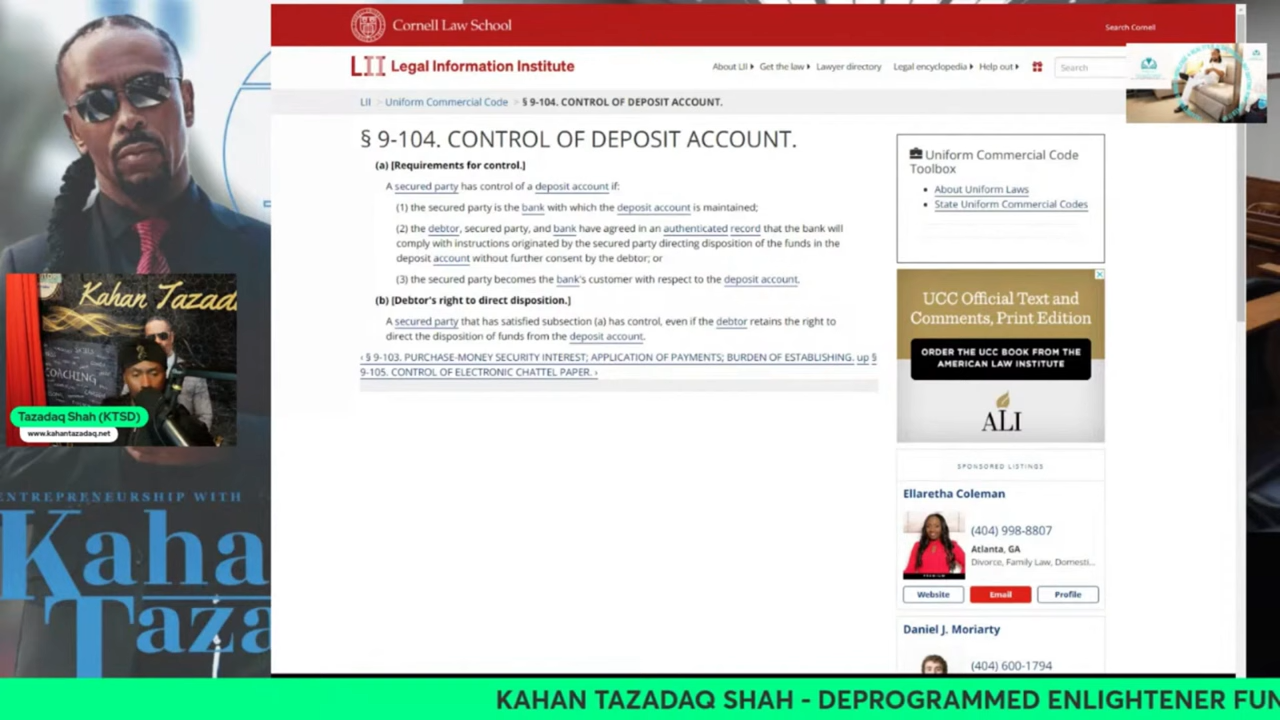 Cornell Law School
Search Cornell
LII Legal Information Institute
About LII
Get the law
Lawyer directory
Legal encyclopedia
Help out
Search
LII > Uniform Commercial Code > § 9-104. CONTROL OF DEPOSIT ACCOUNT.
§ 9-104. CONTROL OF DEPOSIT ACCOUNT.
(a) [Requirements for control.]
A secured party has control of a deposit account if:
(1) the secured party is the bank with which the deposit account is maintained;
(2) the debtor, secured party, and bank have agreed in an authenticated record that the bank will
comply with instructions originated by the secured party directing disposition of the funds in the
deposit account without further consent by the debtor; or
(3) the secured party becomes the bank's customer with respect to the deposit account.
(b) [Debtor's right to direct disposition.]
A secured party that has satisfied subsection (a) has control, even if the debtor retains the right to
direct the disposition of funds from the deposit account.
‹ § 9-103. PURCHASE-MONEY SECURITY INTEREST; APPLICATION OF PAYMENTS; BURDEN OF ESTABLISHING. up §
9-105. CONTROL OF ELECTRONIC CHATTEL PAPER. ›
Uniform Commercial Code
Toolbox
About Uniform Laws
State Uniform Commercial Codes
UCC Official Text and
Comments, Print Edition
ORDER THE UCC BOOK FROM THE
AMERICAN LAW INSTITUTE
ALI
SPONSORED LISTINGS
Ellaretha Coleman
(404) 998-8807
Atlanta, GA
Divorce, Family Law, Domesti...
Website
Email
Profile
Daniel J. Moriarty
(404) 600-1794
Kahan Tazad
COACHING
Tazadaq Shah (KTSD)
www.kahantazadaq.net
ENTREPRENEURSHIP WITH
Kaha
Taza
KAHAN TAZADAQ SHAH - DEPROGRAMMED ENLIGHTENER FUN